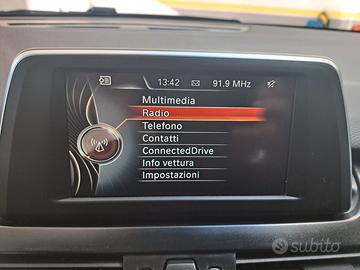 13:42 91.9 MHz
Multimedia
Radio
Telefono
Contatti
ConnectedDrive
Info vettura
Impostazioni
subito